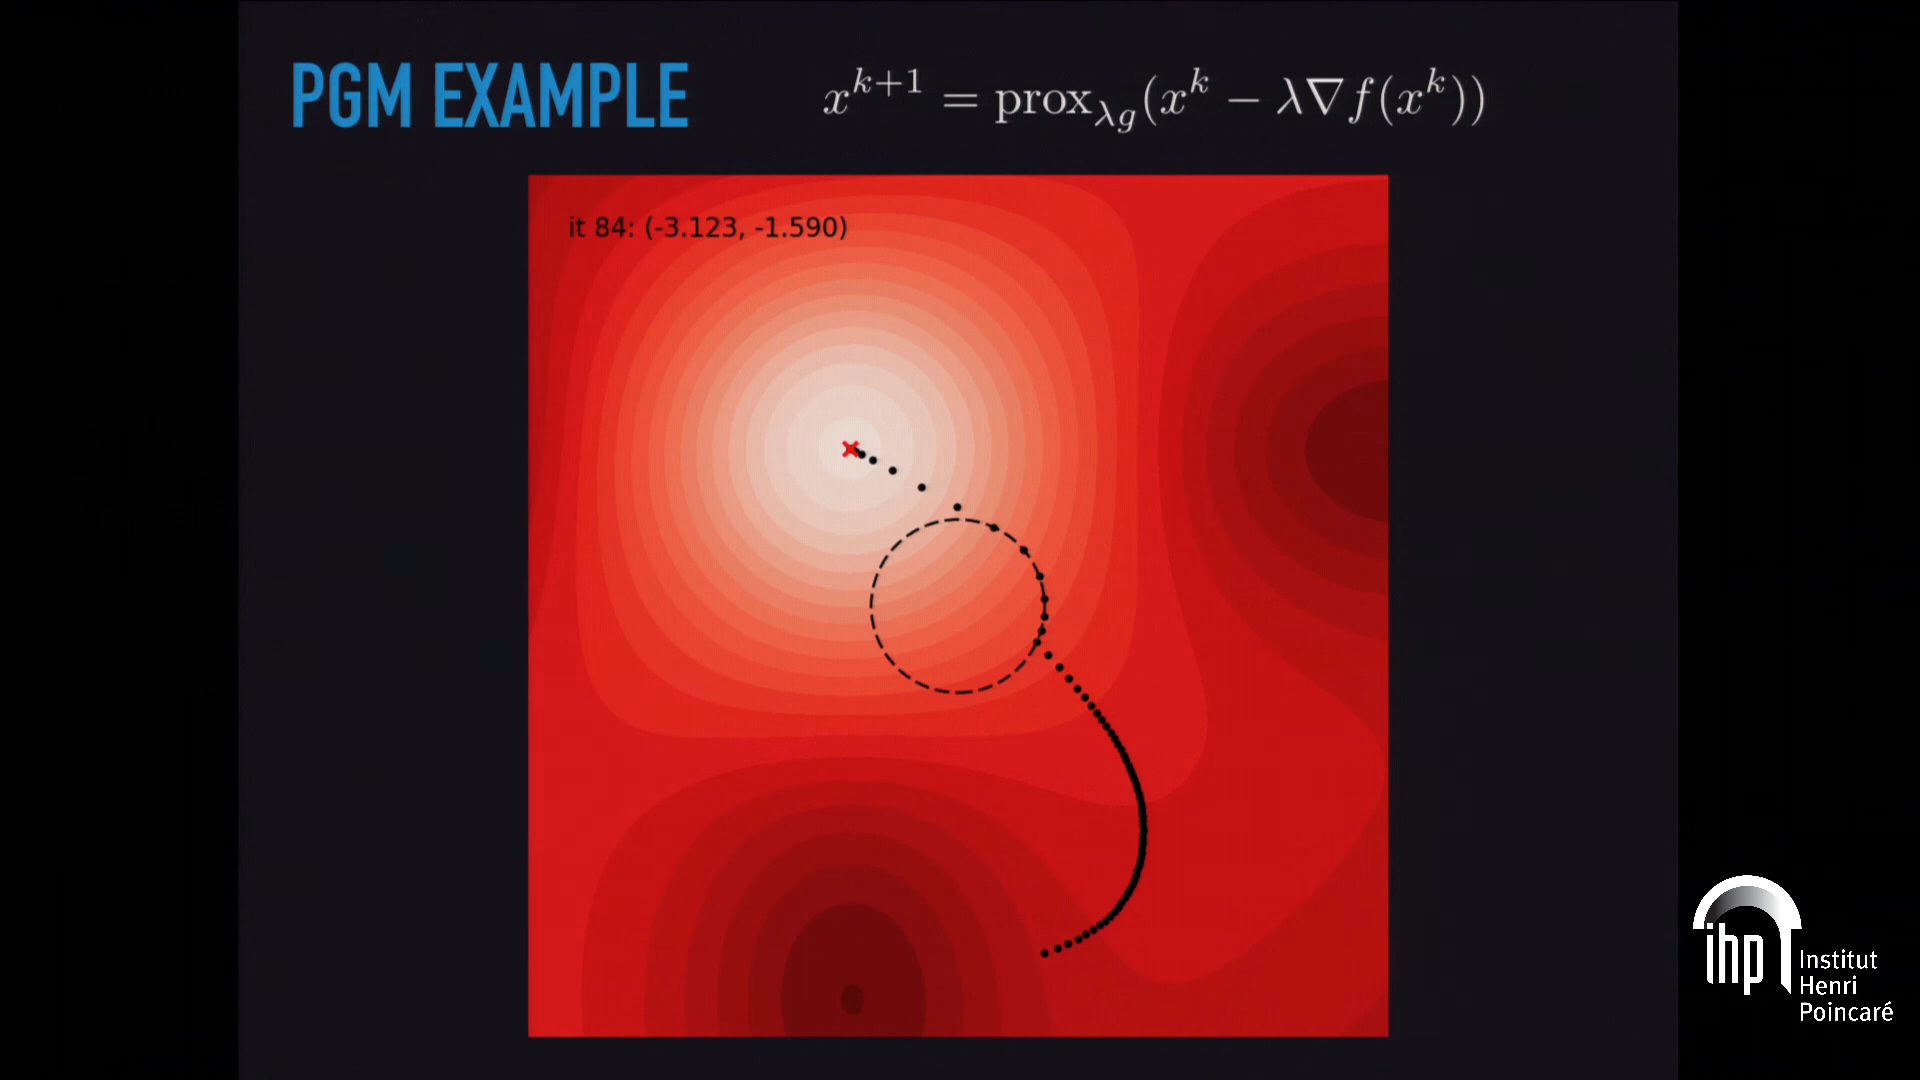 PGM EXAMPLE
x^{k+1} = prox_{λg}(x^k − λ∇f(x^k))
it 84: (-3.123, -1.590)
ihp
Institut
Henri
Poincaré